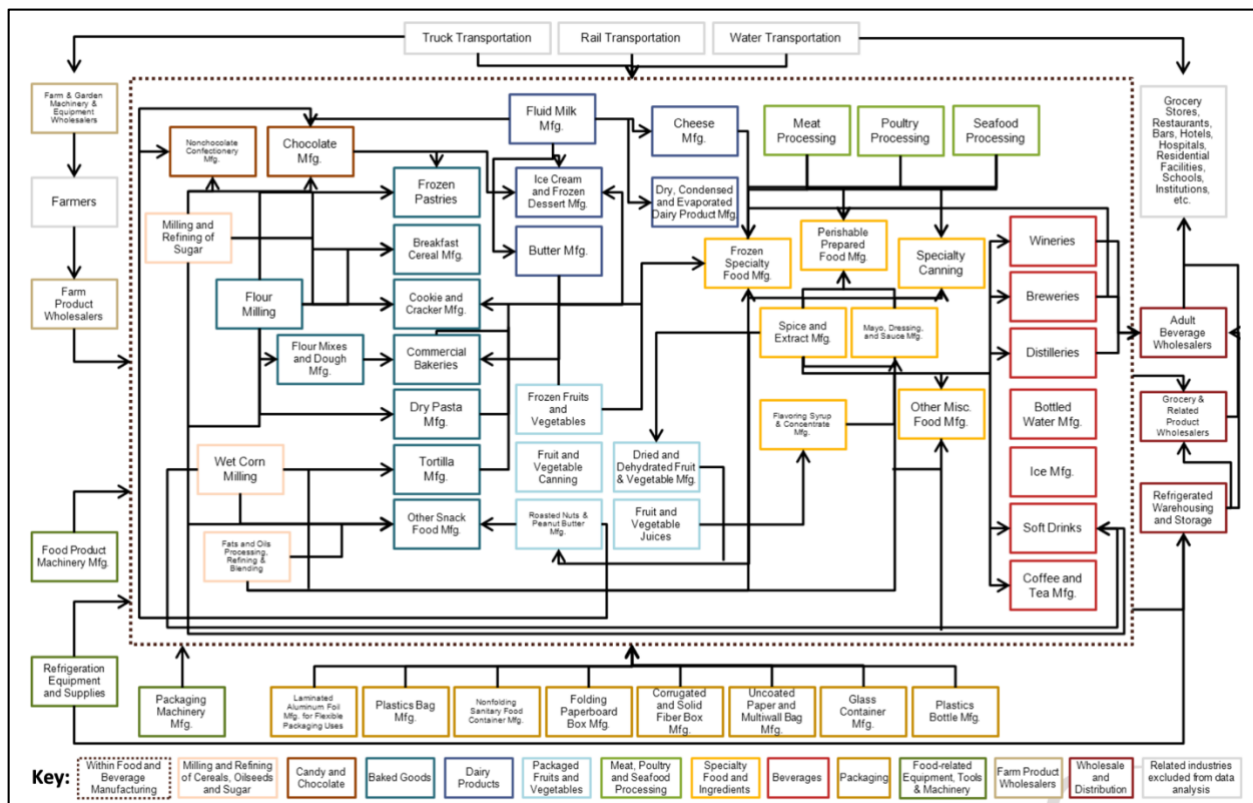 Truck Transportation
Rail Transportation
Water Transportation
Farm & Garden
Machinery &
Equipment
Wholesalers
Farmers
Farm
Product
Wholesalers
Food Product
Machinery Mfg.
Refrigeration
Equipment
and Supplies
Nonchocolate
Confectionery
Mfg.
Chocolate
Mfg.
Milling and
Refining of
Sugar
Flour
Milling
Flour Mixes
and Dough
Mfg.
Wet Corn
Milling
Fats and Oils
Processing,
Refining &
Blending
Frozen
Pastries
Breakfast
Cereal Mfg.
Cookie and
Cracker Mfg.
Commercial
Bakeries
Dry Pasta
Mfg.
Tortilla
Mfg.
Other Snack
Food Mfg.
Fluid Milk
Mfg.
Ice Cream
and Frozen
Dessert Mfg.
Butter Mfg.
Cheese
Mfg.
Dry, Condensed
and Evaporated
Dairy Product Mfg.
Frozen Fruits
and
Vegetables
Fruit and
Vegetable
Canning
Roasted Nuts &
Peanut Butter
Mfg.
Dried and
Dehydrated Fruit
& Vegetable Mfg.
Fruit and
Vegetable
Juices
Meat
Processing
Poultry
Processing
Seafood
Processing
Frozen
Specialty
Food Mfg.
Perishable
Prepared
Food Mfg.
Specialty
Canning
Spice and
Extract Mfg.
Mayo, Dressing,
and Sauce Mfg.
Flavoring Syrup
& Concentrate
Mfg.
Other Misc.
Food Mfg.
Wineries
Breweries
Distilleries
Bottled
Water Mfg.
Ice Mfg.
Soft Drinks
Coffee and
Tea Mfg.
Grocery
Stores,
Restaurants,
Bars, Hotels,
Hospitals,
Residential
Facilities,
Schools,
Institutions,
etc.
Adult
Beverage
Wholesalers
Grocery &
Related
Product
Wholesalers
Refrigerated
Warehousing
and Storage
Packaging
Machinery
Mfg.
Laminated
Aluminum Foil
Mfg. for Flexible
Packaging Uses
Plastics Bag
Mfg.
Nonfolding
Sanitary Food
Container Mfg.
Folding
Paperboard
Box Mfg.
Corrugated
and Solid
Fiber Box
Mfg.
Uncoated
Paper and
Multiwall Bag
Mfg.
Glass
Container
Mfg.
Plastics
Bottle Mfg.
Key:
Within Food and
Beverage
Manufacturing
Milling and Refining
of Cereals, Oilseeds
and Sugar
Candy and
Chocolate
Baked Goods
Dairy
Products
Packaged
Fruits and
Vegetables
Meat, Poultry
and Seafood
Processing
Specialty
Food and
Ingredients
Beverages
Packaging
Food-related
Equipment, Tools
& Machinery
Farm Product
Wholesalers
Wholesale
and
Distribution
Related industries
excluded from data
analysis